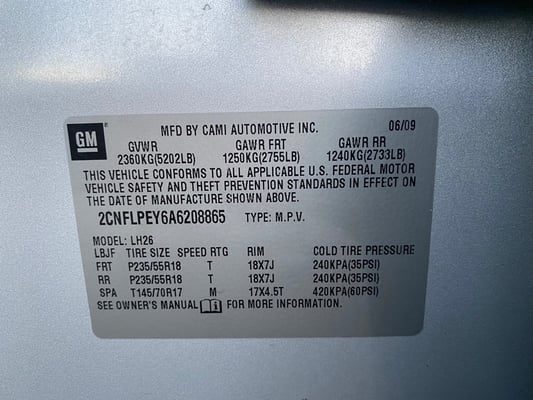 GM
MFD BY CAMI AUTOMOTIVE INC. 06/09
GVWR GAWR FRT GAWR RR
2360KG(5202LB) 1250KG(2755LB) 1240KG(2733LB)
THIS VEHICLE CONFORMS TO ALL APPLICABLE U.S. FEDERAL MOTOR
VEHICLE SAFETY AND THEFT PREVENTION STANDARDS IN EFFECT ON
THE DATE OF MANUFACTURE SHOWN ABOVE.
2CNFLPEY6A6208865 TYPE: M.P.V.
MODEL: LH26
LBJF TIRE SIZE SPEED RTG RIM COLD TIRE PRESSURE
FRT P235/55R18 T 18X7J 240KPA(35PSI)
RR P235/55R18 T 18X7J 240KPA(35PSI)
SPA T145/70R17 M 17X4.5T 420KPA(60PSI)
SEE OWNER'S MANUAL FOR MORE INFORMATION.